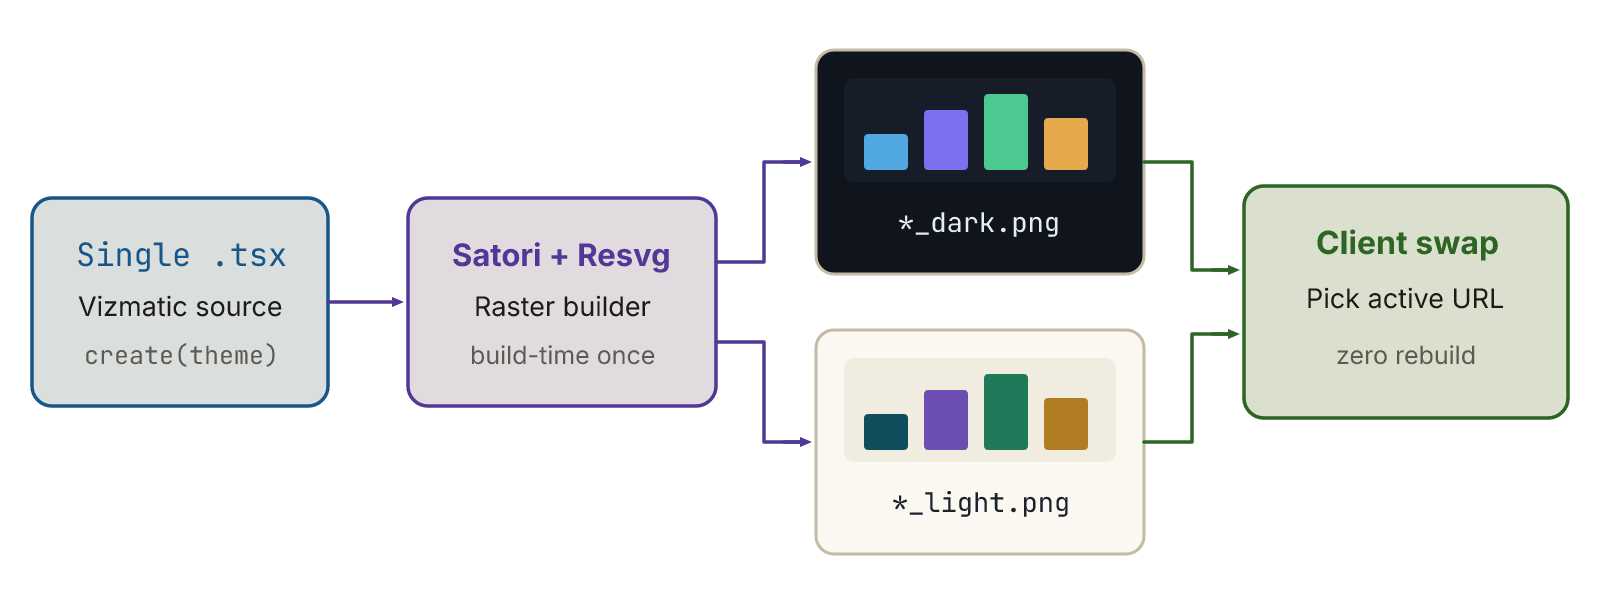 Single .tsx
Vizmatic source
create(theme)
Satori + Resvg
Raster builder
build-time once
*_dark.png
*_light.png
Client swap
Pick active URL
zero rebuild